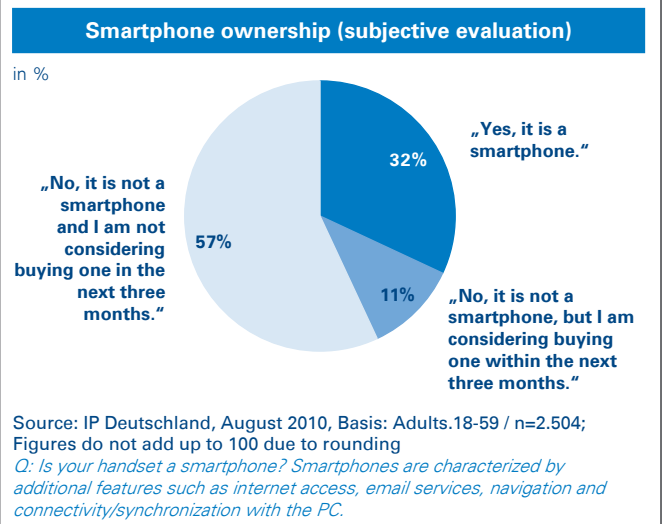 Smartphone ownership (subjective evaluation)
in %
„Yes, it is a
smartphone.“
32%
„No, it is not a
smartphone
and I am not
considering
buying one in the
next three
months.“
57%
11%
„No, it is not a
smartphone, but I am
considering buying
one within the next
three months.“
Source: IP Deutschland, August 2010, Basis: Adults.18-59 / n=2.504;
Figures do not add up to 100 due to rounding
Q: Is your handset a smartphone? Smartphones are characterized by
additional features such as internet access, email services, navigation and
connectivity/synchronization with the PC.